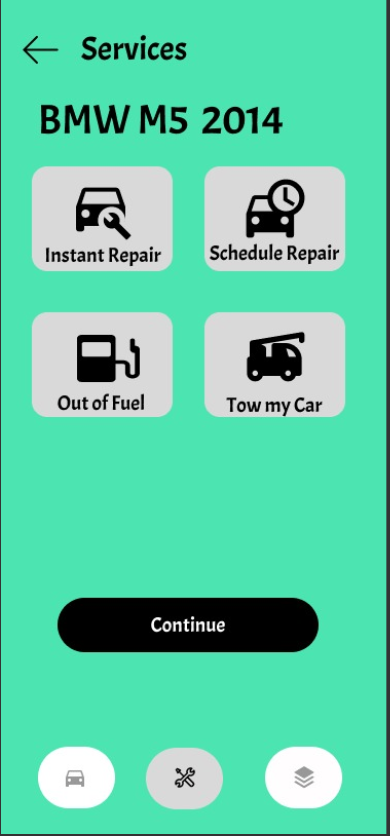 Services
BMW M5 2014
Instant Repair
Schedule Repair
Out of Fuel
Tow my Car
Continue